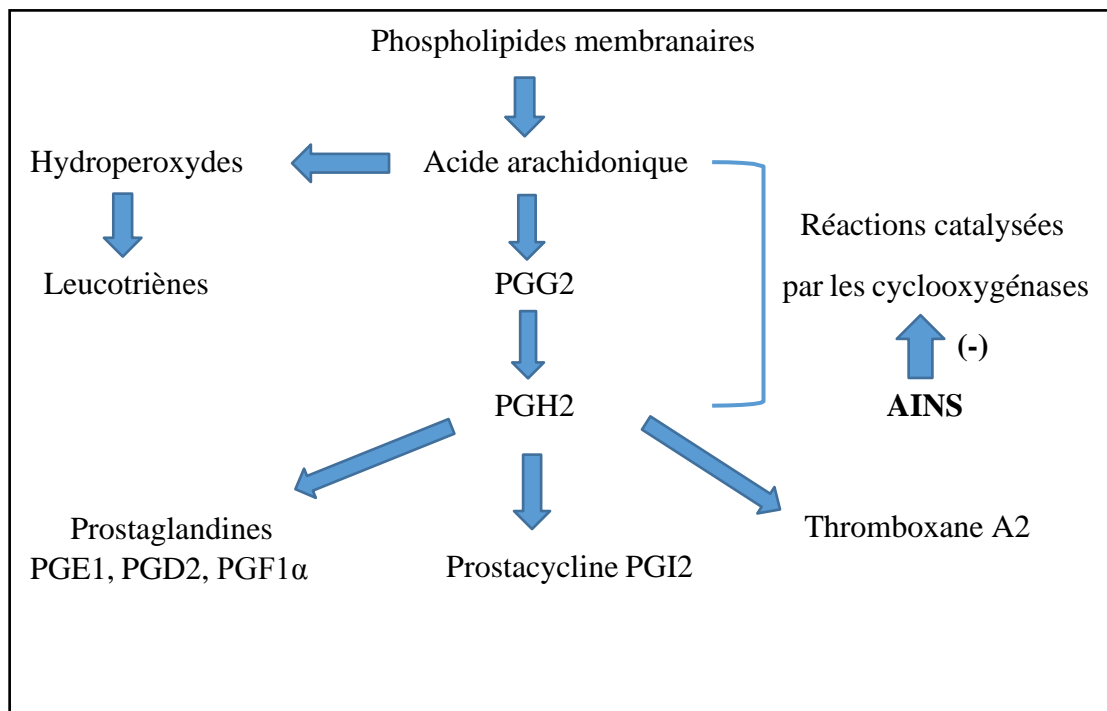 Phospholipides membranaires
Hydroperoxydes
Acide arachidonique
Réactions catalysées
par les cyclooxygénases
Leucotriènes
PGG2
(-)
PGH2
AINS
Prostaglandines
PGE1, PGD2, PGF1α
Prostacycline PGI2
Thromboxane A2